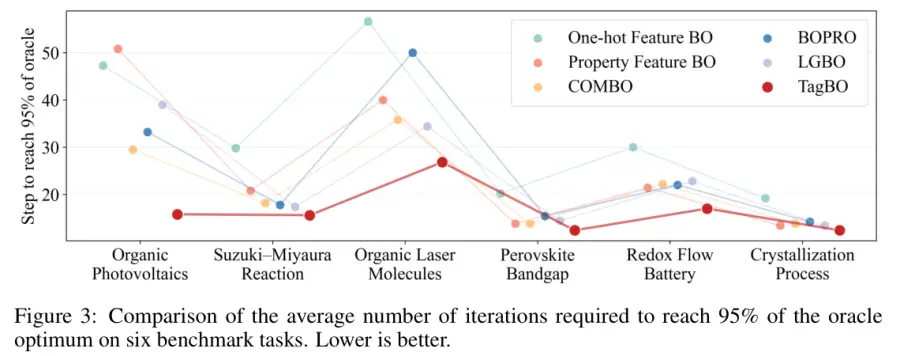 Step to reach 95% of oracle
50
40
30
20
One-hot Feature BO
Property Feature BO
COMBO
BOPRO
LGBO
TagBO
Organic
Photovoltaics
Suzuki–Miyaura
Reaction
Organic Laser
Molecules
Perovskite
Bandgap
Redox Flow
Battery
Crystallization
Process
Figure 3: Comparison of the average number of iterations required to reach 95% of the oracle
optimum on six benchmark tasks. Lower is better.